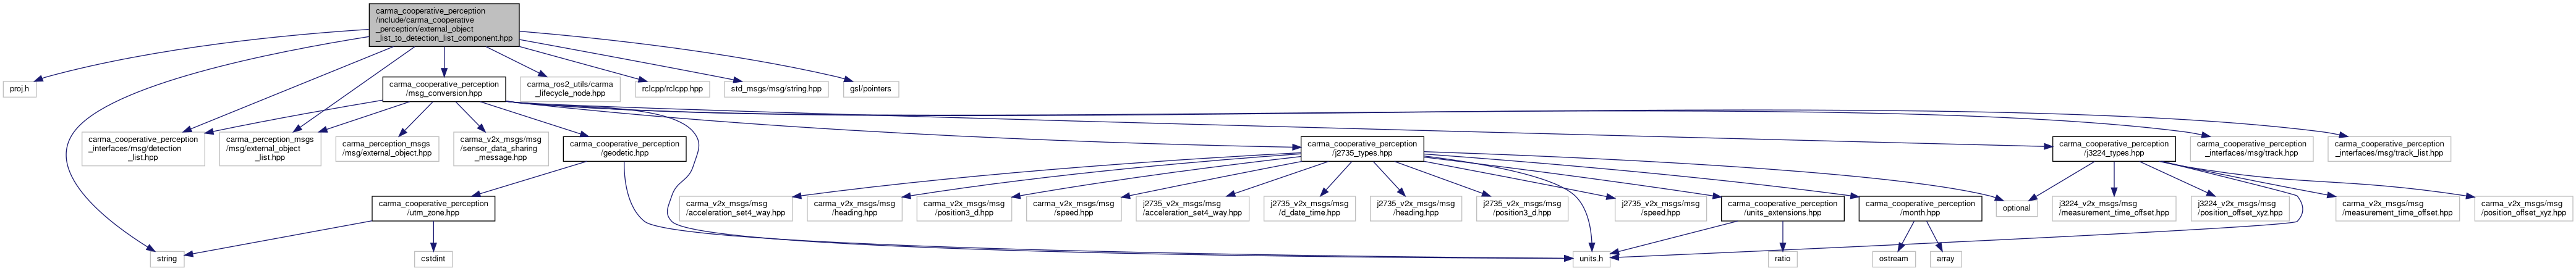 carma_cooperative_perception
/include/carma_cooperative
_perception/external_object
_list_to_detection_list_component.hpp
proj.h
carma_cooperative_perception
/msg_conversion.hpp
carma_ros2_utils/carma
_lifecycle_node.hpp
rclcpp/rclcpp.hpp
std_msgs/msg/string.hpp
gsl/pointers
carma_cooperative_perception
_interfaces/msg/detection
_list.hpp
carma_perception_msgs
/msg/external_object
_list.hpp
carma_perception_msgs
/msg/external_object.hpp
carma_v2x_msgs/msg
/sensor_data_sharing
_message.hpp
carma_cooperative_perception
/geodetic.hpp
carma_cooperative_perception
/j2735_types.hpp
carma_cooperative_perception
/j3224_types.hpp
carma_cooperative_perception
_interfaces/msg/track.hpp
carma_cooperative_perception
_interfaces/msg/track_list.hpp
carma_cooperative_perception
/utm_zone.hpp
carma_v2x_msgs/msg
/acceleration_set4_way.hpp
carma_v2x_msgs/msg
/heading.hpp
carma_v2x_msgs/msg
/position3_d.hpp
carma_v2x_msgs/msg
/speed.hpp
j2735_v2x_msgs/msg
/acceleration_set4_way.hpp
j2735_v2x_msgs/msg
/d_date_time.hpp
j2735_v2x_msgs/msg
/heading.hpp
j2735_v2x_msgs/msg
/position3_d.hpp
j2735_v2x_msgs/msg
/speed.hpp
carma_cooperative_perception
/units_extensions.hpp
carma_cooperative_perception
/month.hpp
optional
j3224_v2x_msgs/msg
/measurement_time_offset.hpp
j3224_v2x_msgs/msg
/position_offset_xyz.hpp
carma_v2x_msgs/msg
/measurement_time_offset.hpp
carma_v2x_msgs/msg
/position_offset_xyz.hpp
string
cstdint
units.h
ratio
ostream
array